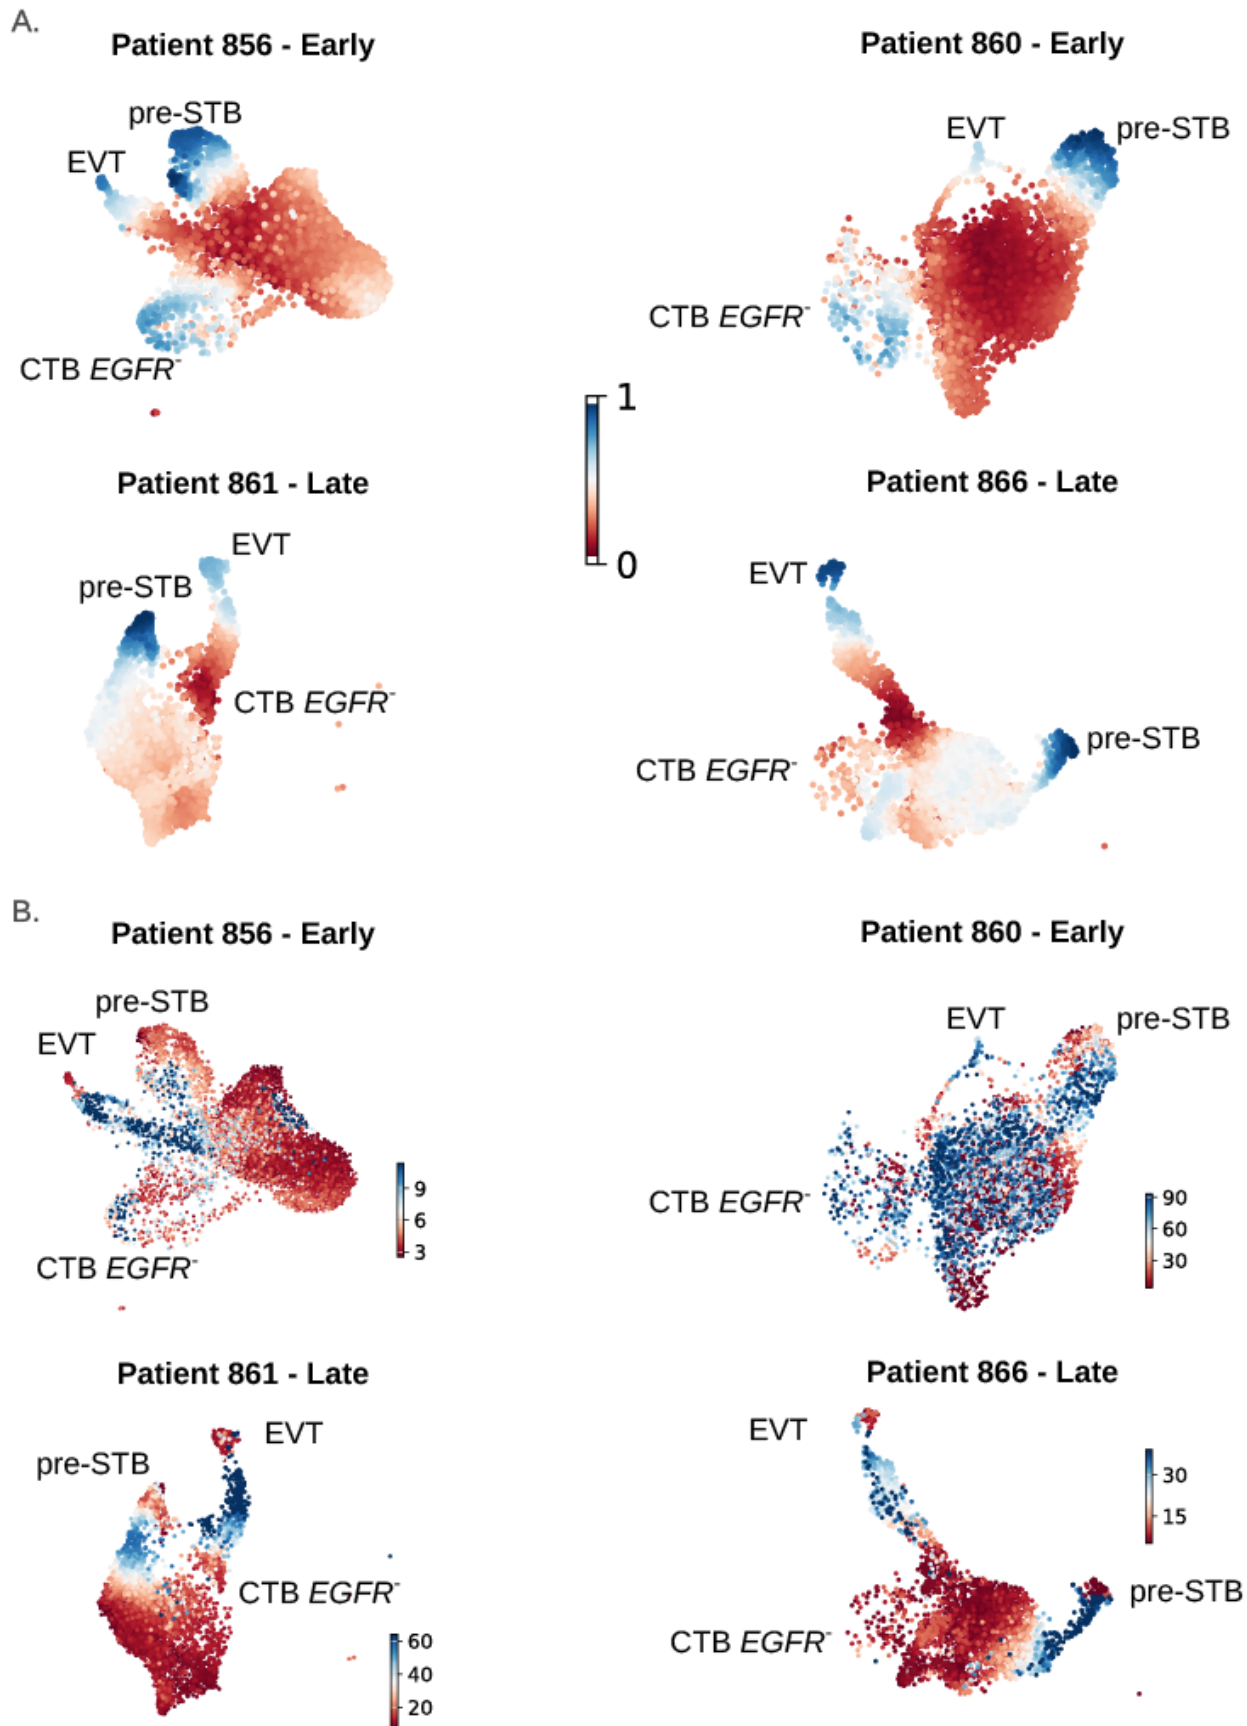 A.
Patient 856 - Early
Patient 860 - Early
pre-STB
EVT
CTB EGFR-
EVT
pre-STB
CTB EGFR-
1
0
Patient 861 - Late
Patient 866 - Late
EVT
pre-STB
CTB EGFR-
EVT
pre-STB
CTB EGFR-
B.
Patient 856 - Early
Patient 860 - Early
pre-STB
EVT
CTB EGFR-
9
6
3
EVT
pre-STB
CTB EGFR-
90
60
30
Patient 861 - Late
Patient 866 - Late
EVT
pre-STB
CTB EGFR-
60
40
20
EVT
30
15
pre-STB
CTB EGFR-